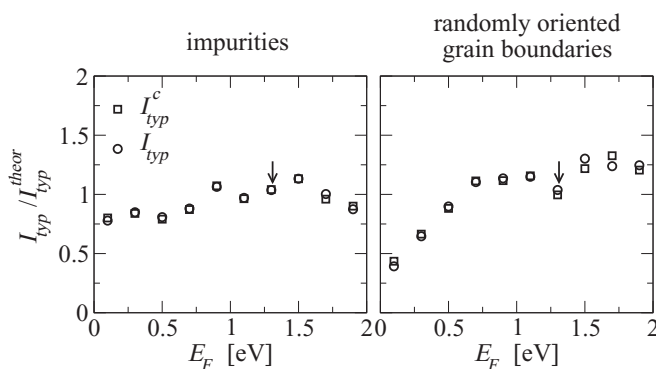 impurities
randomly oriented
grain boundaries
2
1.5
1
0.5
0
I_typ^c
I_typ
I_typ / I_typ^theor
0 0.5 1 1.5 2
0.5 1 1.5 2
E_F [eV]
E_F [eV]